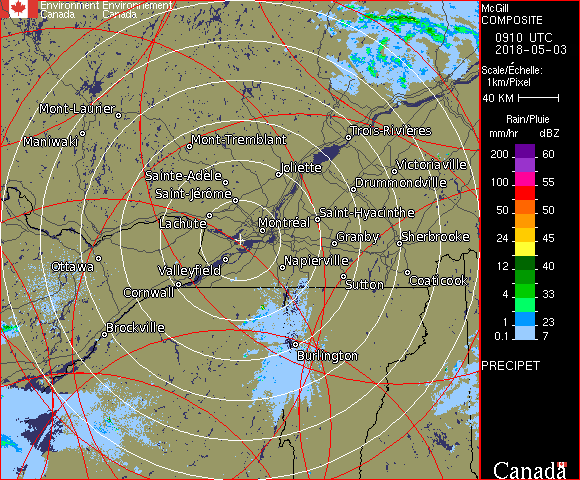 Environment Environnement
Canada Canada
McGill
COMPOSITE
0910 UTC
2018-05-03
Scale/Échelle:
1km/Pixel
40 KM
Rain/Pluie
mm/hr dBZ
200 60
155
100 55
50 50
24 45
12 40
4 33
1 23
0.1 7
PRECIPET
Canada
Mont-Laurier
Maniwaki
Mont-Tremblant
Trois-Rivières
Joliette
Victoriaville
Sainte-Adèle
Drummondville
Saint-Jérôme
Saint-Hyacinthe
Lachute
Montréal
Granby
Sherbrooke
Ottawa
Valleyfield
Napierville
Cornwall
Sutton
Coaticook
Brockville
Burlington